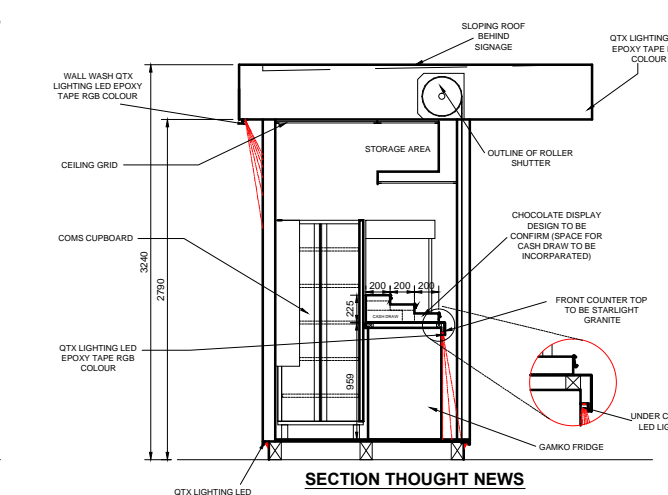 SLOPING ROOF
BEHIND
SIGNAGE
QTX LIGHTING
EPOXY TAPE
COLOUR
WALL WASH QTX
LIGHTING LED EPOXY
TAPE RGB COLOUR
STORAGE AREA
OUTLINE OF ROLLER
SHUTTER
CEILING GRID
CHOCOLATE DISPLAY
DESIGN TO BE
CONFIRM (SPACE FOR
CASH DRAW TO BE
INCORPARATED)
COMS CUPBOARD
3240
2790
200 200 200
225
CASH DRAW
FRONT COUNTER TOP
TO BE STARLIGHT
GRANITE
QTX LIGHTING LED
EPOXY TAPE RGB
COLOUR
959
UNDER C
LED LIG
GAMKO FRIDGE
SECTION THOUGHT NEWS
QTX LIGHTING LED